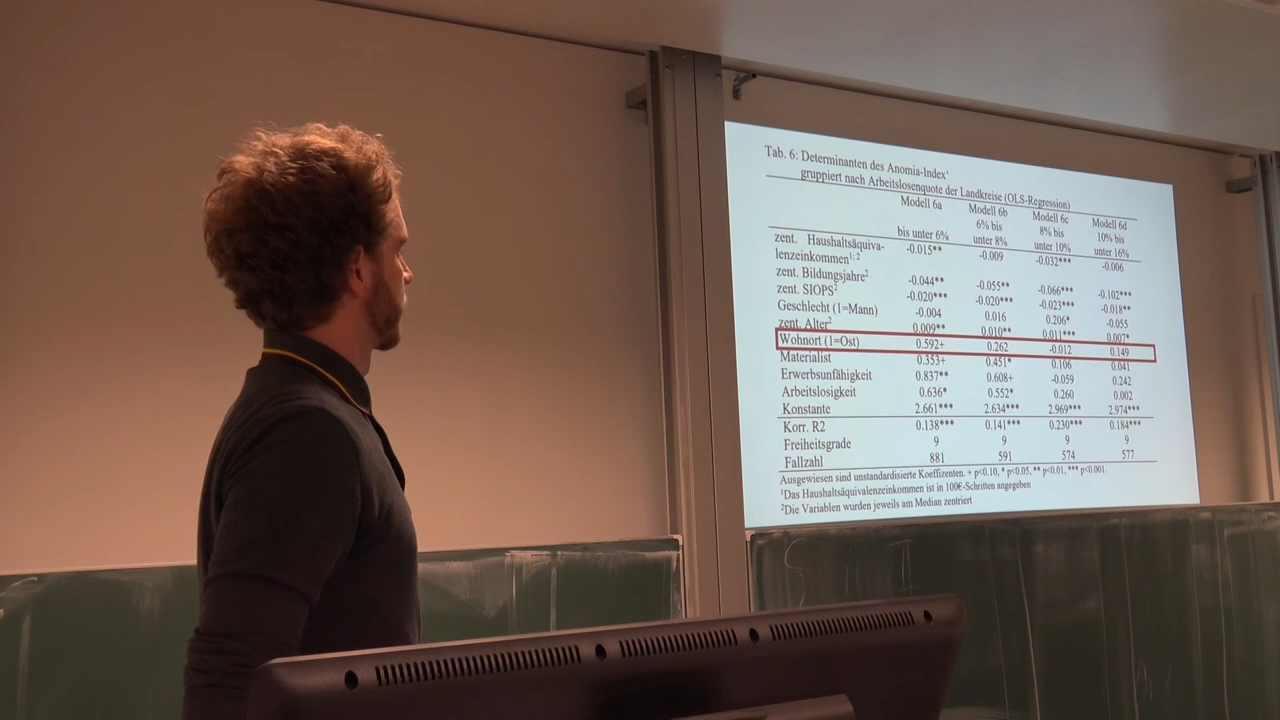 Tab. 6: Determinanten des Anomia-Index*
gruppiert nach Arbeitslosenquote der Landkreise (OLS-Regression)
Modell 6a Modell 6b Modell 6c Modell 6d
bis unter 6% 6% bis unter 8% 8% bis unter 10% 10% bis unter 16%
zent. Haushaltsäquiva-
lenzeinkommen1;2 -0.015** -0.009 -0.032*** -0.006
zent. Bildungsjahre2 -0.044** -0.055** -0.066*** -0.102***
zent. SIOPS2 -0.020*** -0.020*** -0.023*** -0.018**
Geschlecht (1=Mann) -0.004 0.016 0.206* -0.055
zent. Alter2 0.009** 0.010** 0.011*** 0.007*
Wohnort (1=Ost) 0.592+ 0.262 -0.012 0.149
Materialist 0.353+ 0.451* 0.106 0.041
Erwerbsunfähigkeit 0.837** 0.608+ -0.059 0.242
Arbeitslosigkeit 0.636* 0.552* 0.260 0.002
Konstante 2.661*** 2.634*** 2.969*** 2.974***
Korr. R2 0.138*** 0.141*** 0.230*** 0.184***
Freiheitsgrade 9 9 9 9
Fallzahl 881 591 574 577
Ausgewiesen sind unstandardisierte Koeffizenten. + p<0.10, * p<0.05, ** p<0.01, *** p<0.001.
1Das Haushaltsäquivalenzeinkommen ist in 100€-Schritten angegeben
2Die Variablen wurden jeweils am Median zentriert